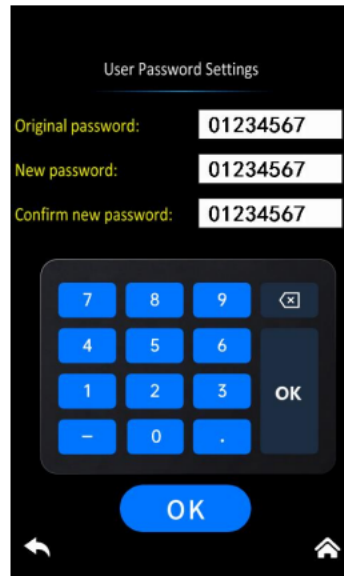 User Password Settings
Original password: 01234567
New password: 01234567
Confirm new password: 01234567
7 8 9
4 5 6
1 2 3 OK
– 0 .
OK